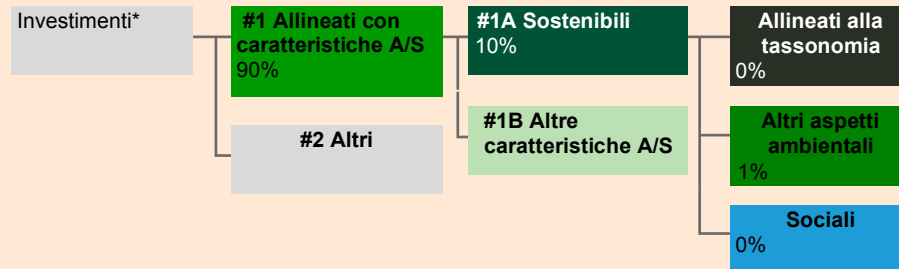 Investimenti*
#1 Allineati con
caratteristiche A/S
90%
#2 Altri
#1A Sostenibili
10%
#1B Altre
caratteristiche A/S
Allineati alla
tassonomia
0%
Altri aspetti
ambientali
1%
Sociali
0%